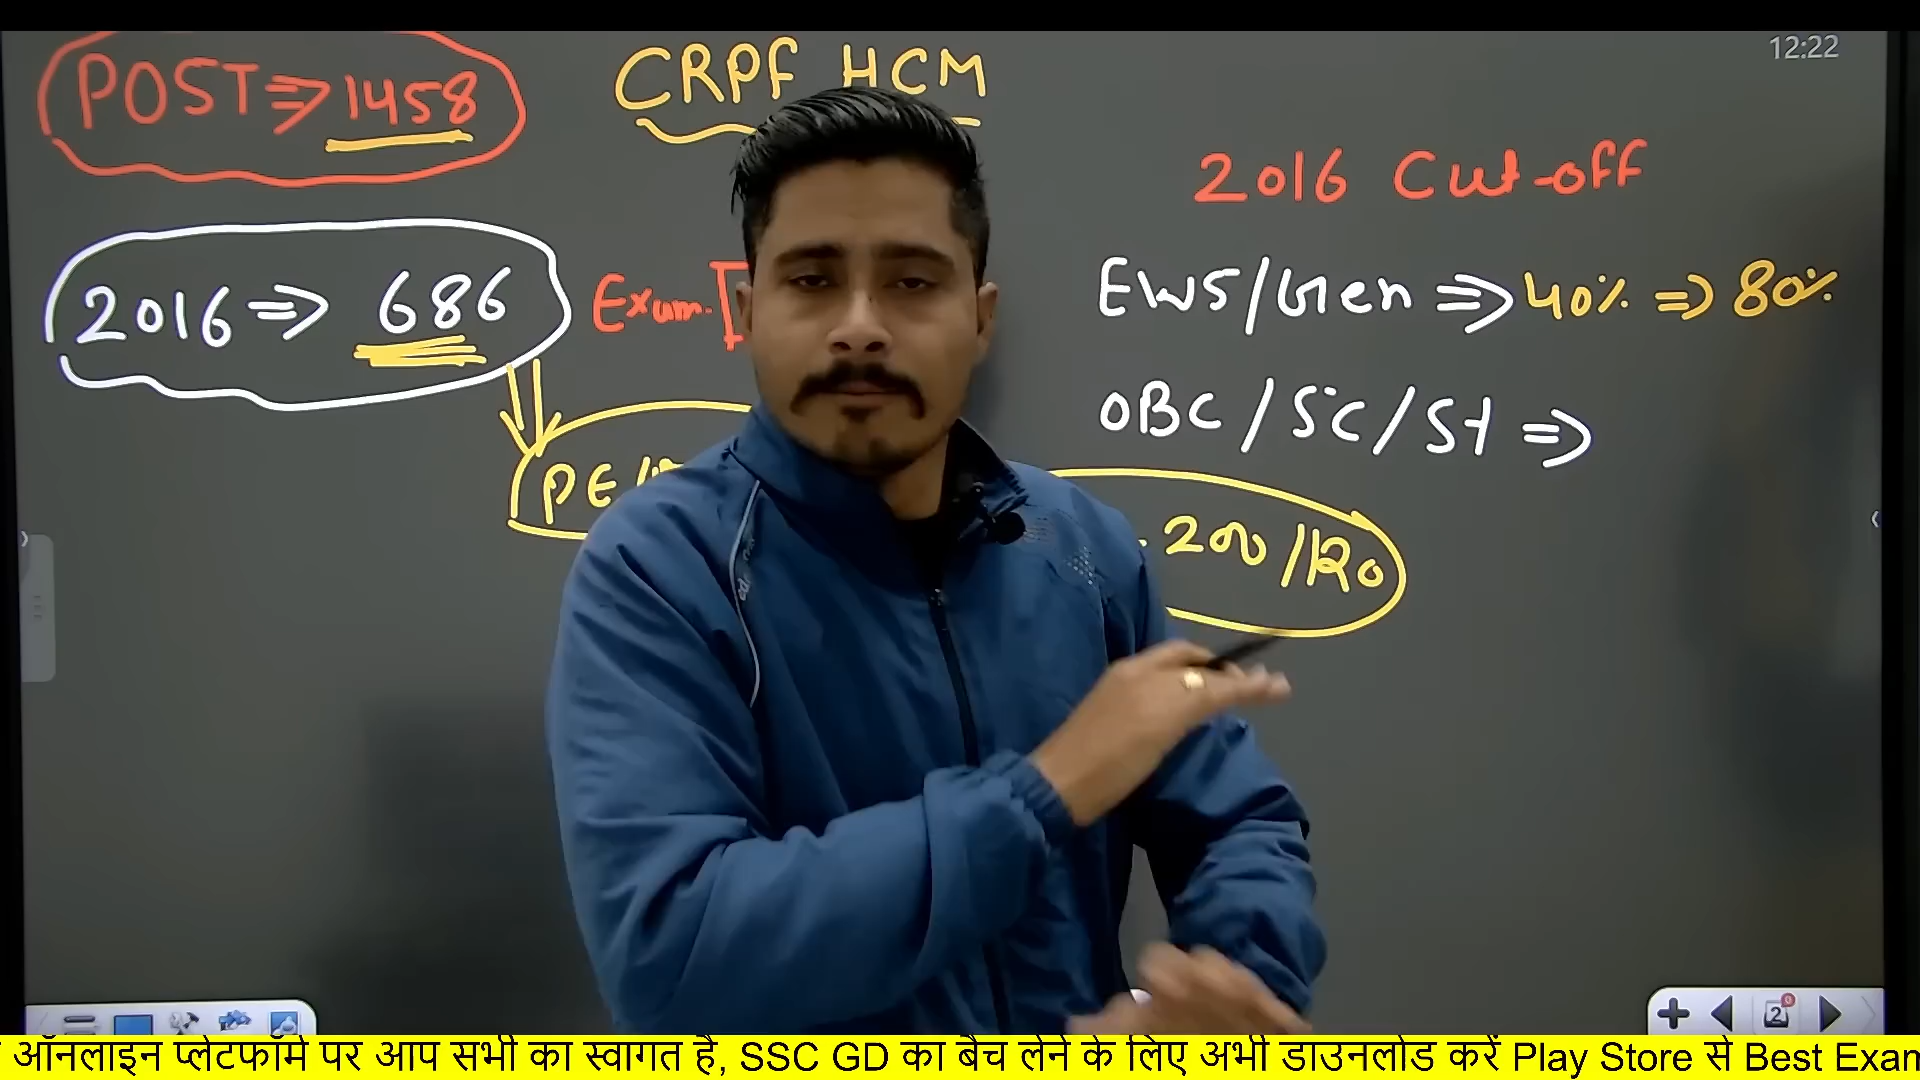 12:22
POST ⇒ 1458
CRPF HCM
2016 Cut-off
2016 ⇒ 686
Exam.
EWS/Gen ⇒ 40% ⇒ 80%
OBC / SC / St ⇒
PE/
200/120
2
ऑनलाइन प्लेटफॉर्म पर आप सभी का स्वागत है, SSC GD का बैच लेने के लिए अभी डाउनलोड करें Play Store से Best